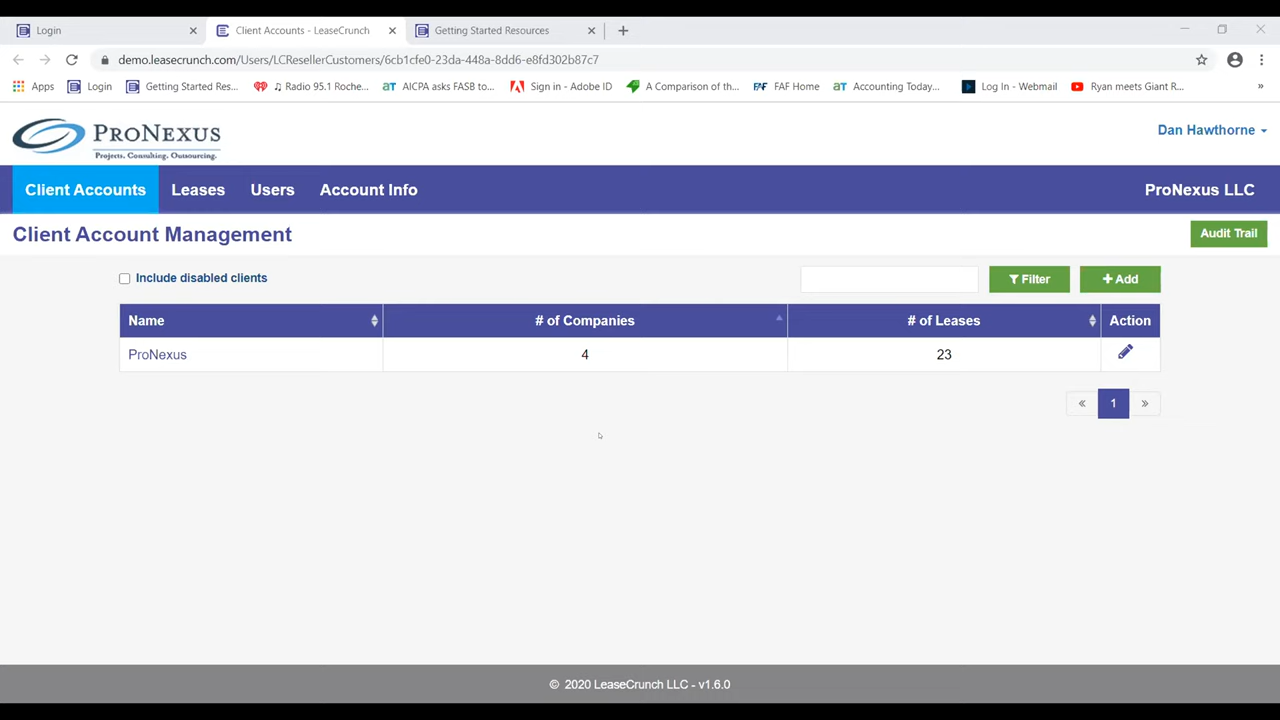 Login
Client Accounts - LeaseCrunch
Getting Started Resources
demo.leasecrunch.com/Users/LCResellerCustomers/6cb1cfe0-23da-448a-8dd6-e8fd302b87c7
Apps Login Getting Started Res... ♫ Radio 95.1 Roche... AICPA asks FASB to... Sign in - Adobe ID A Comparison of th... FAF Home Accounting Today... Log In - Webmail Ryan meets Giant R... »
PRONEXUS
Projects. Consulting. Outsourcing.
Dan Hawthorne
Client Accounts Leases Users Account Info ProNexus LLC
Client Account Management
Audit Trail
Include disabled clients
Filter
+ Add
Name # of Companies # of Leases Action
ProNexus 4 23
« 1 »
© 2020 LeaseCrunch LLC - v1.6.0